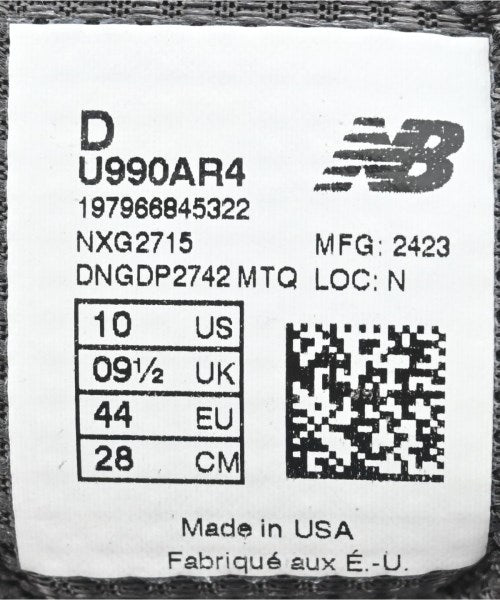 D
NB
U990AR4
197966845322
NXG2715 MFG: 2423
DNGDP2742 MTQ LOC: N
10 US
09½ UK
44 EU
28 CM
Made in USA
Fabriqué aux É.-U.